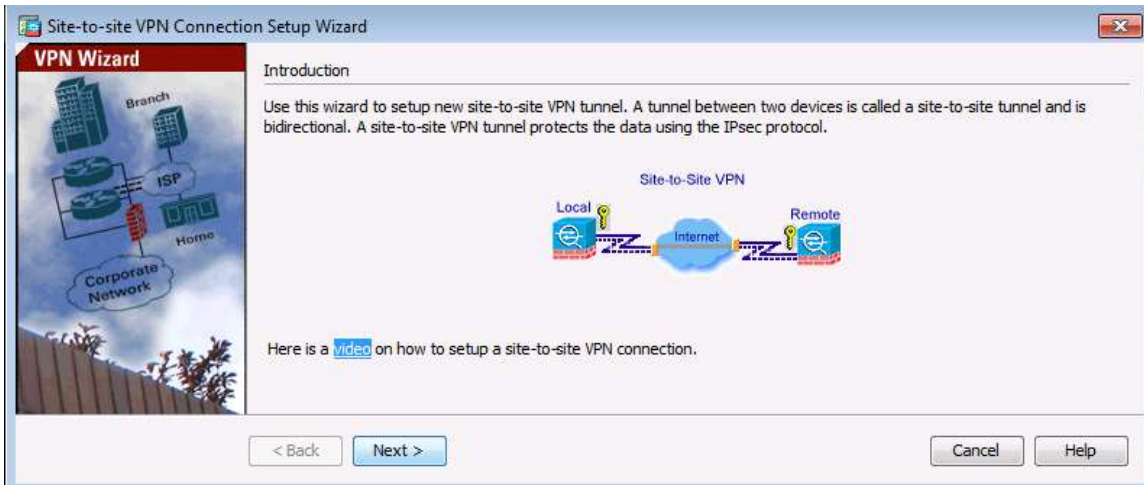 Site-to-site VPN Connection Setup Wizard
VPN Wizard
Branch
ISP
Home
Corporate
Network
Introduction
Use this wizard to setup new site-to-site VPN tunnel. A tunnel between two devices is called a site-to-site tunnel and is
bidirectional. A site-to-site VPN tunnel protects the data using the IPsec protocol.
Site-to-Site VPN
Local
Remote
Internet
Here is a video on how to setup a site-to-site VPN connection.
< Back
Next >
Cancel
Help